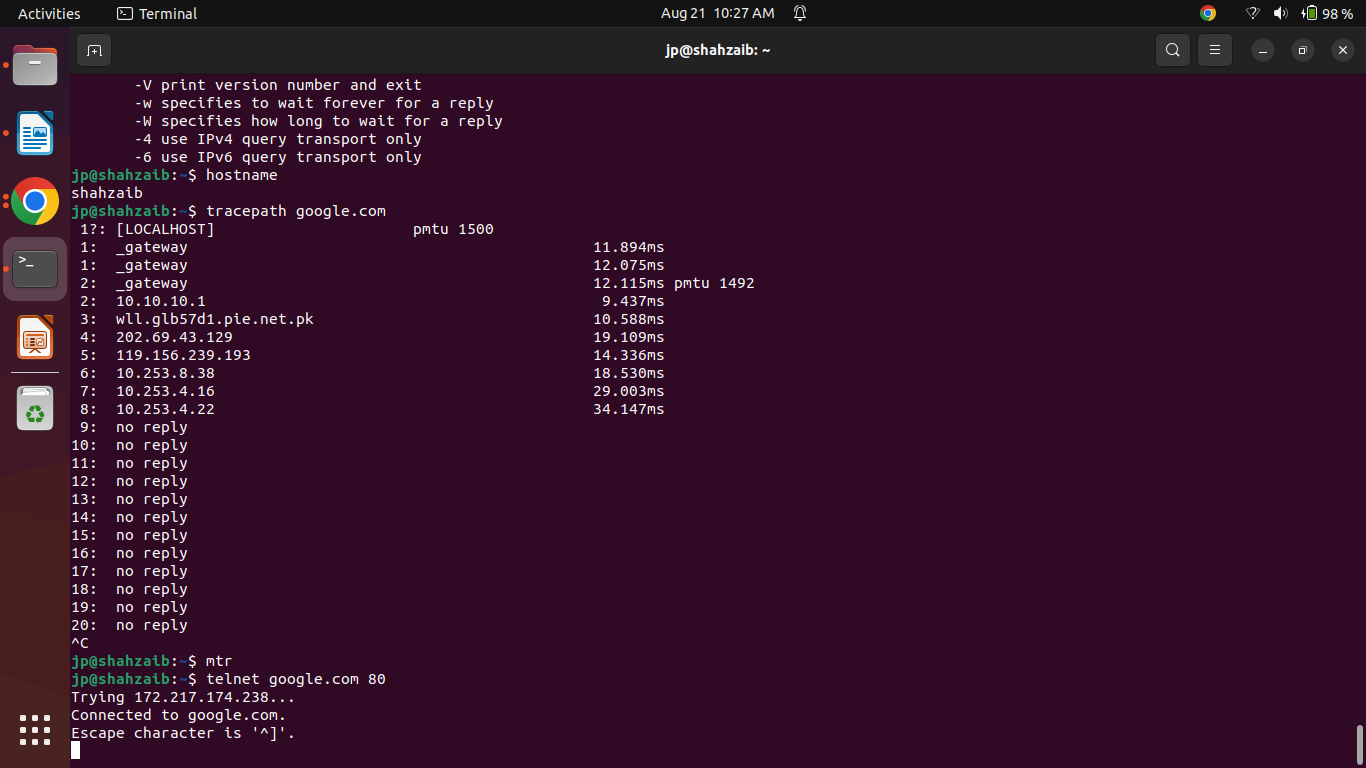 Activities
Terminal
Aug 21 10:27 AM
98 %
jp@shahzaib: ~
-V print version number and exit
-w specifies to wait forever for a reply
-W specifies how long to wait for a reply
-4 use IPv4 query transport only
-6 use IPv6 query transport only
jp@shahzaib:~$ hostname
shahzaib
jp@shahzaib:~$ tracepath google.com
1?: [LOCALHOST] pmtu 1500
1: _gateway 11.894ms
1: _gateway 12.075ms
2: _gateway 12.115ms pmtu 1492
2: 10.10.10.1 9.437ms
3: wll.glb57d1.pie.net.pk 10.588ms
4: 202.69.43.129 19.109ms
5: 119.156.239.193 14.336ms
6: 10.253.8.38 18.530ms
7: 10.253.4.16 29.003ms
8: 10.253.4.22 34.147ms
9: no reply
10: no reply
11: no reply
12: no reply
13: no reply
14: no reply
15: no reply
16: no reply
17: no reply
18: no reply
19: no reply
20: no reply
^C
jp@shahzaib:~$ mtr
jp@shahzaib:~$ telnet google.com 80
Trying 172.217.174.238...
Connected to google.com.
Escape character is '^]'.